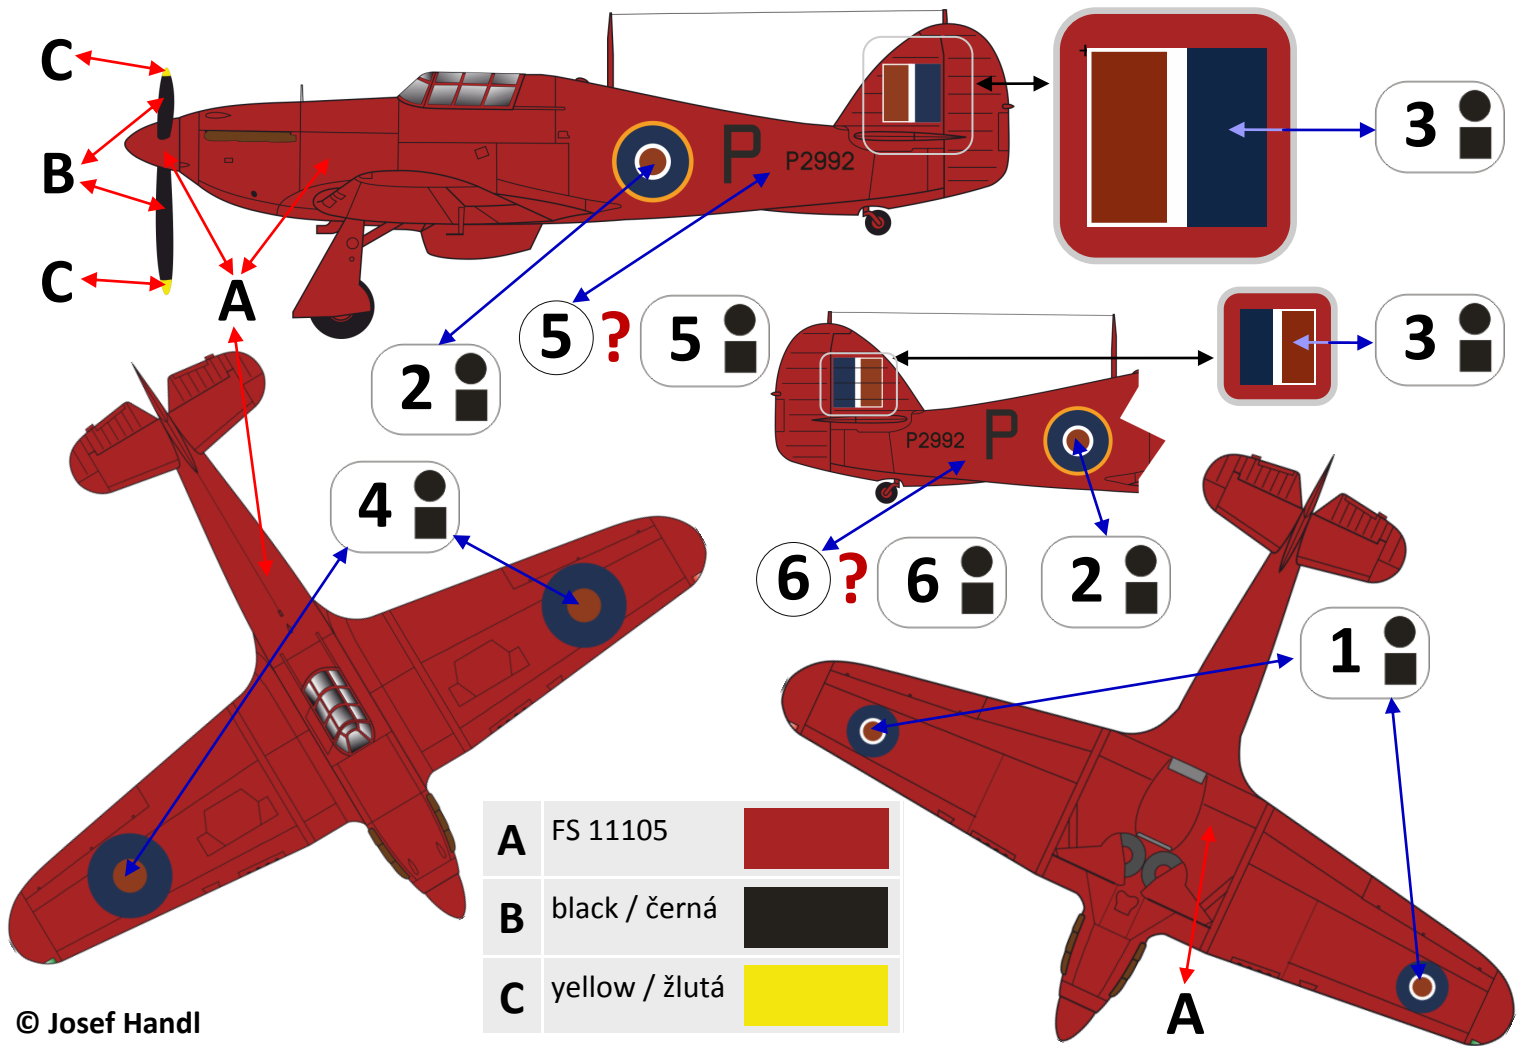 C
B
C
A
P
P2992
3
2
5 ? 5
3
4
P2992
P
6 ? 6
2
1
A FS 11105
B black / černá
C yellow / žlutá
A
© Josef Handl